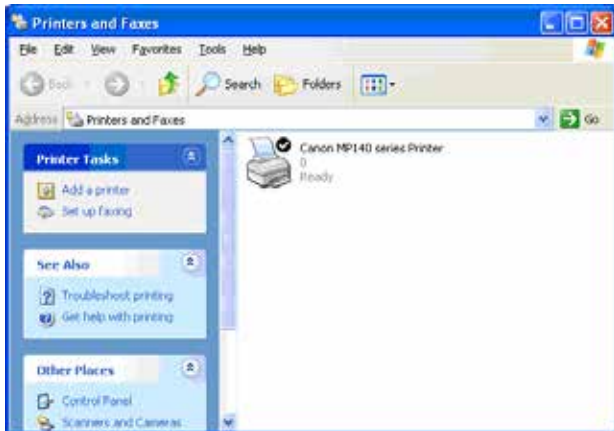 Printers and Faxes
File Edit View Favorites Tools Help
Back Search Folders
Address Printers and Faxes Go
Printer Tasks
Add a printer
Set up faxing
See Also
Troubleshoot printing
Get help with printing
Other Places
Control Panel
Scanners and Cameras
Canon MP140 series Printer
0
Ready